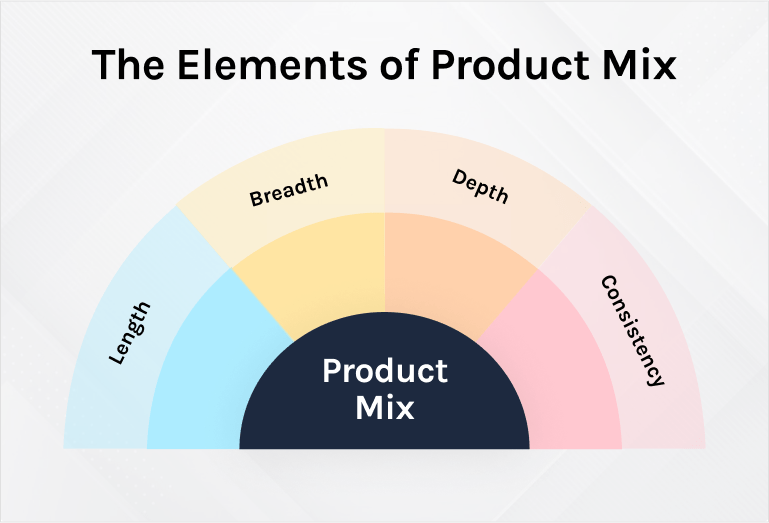 The Elements of Product Mix
Length
Breadth
Depth
Consistency
Product
Mix